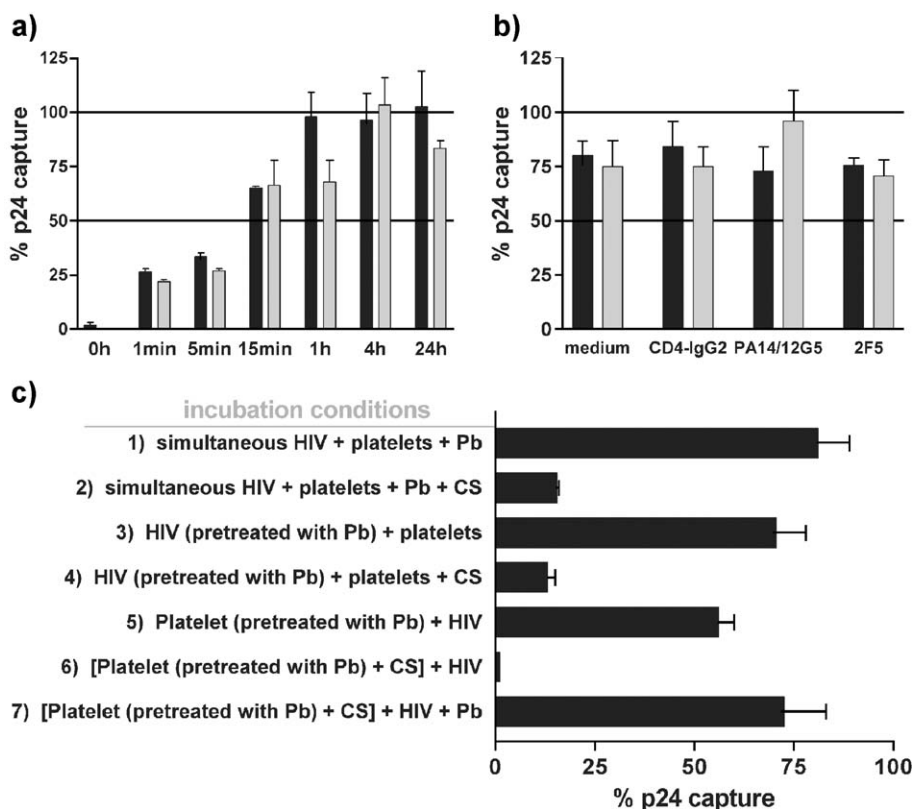 a)
% p24 capture
125
100
75
50
25
0
0h 1min 5min 15min 1h 4h 24h
b)
% p24 capture
125
100
75
50
25
0
medium CD4-IgG2 PA14/12G5 2F5
c)
incubation conditions
1) simultaneous HIV + platelets + Pb
2) simultaneous HIV + platelets + Pb + CS
3) HIV (pretreated with Pb) + platelets
4) HIV (pretreated with Pb) + platelets + CS
5) Platelet (pretreated with Pb) + HIV
6) [Platelet (pretreated with Pb) + CS] + HIV
7) [Platelet (pretreated with Pb) + CS] + HIV + Pb
0 25 50 75 100
% p24 capture